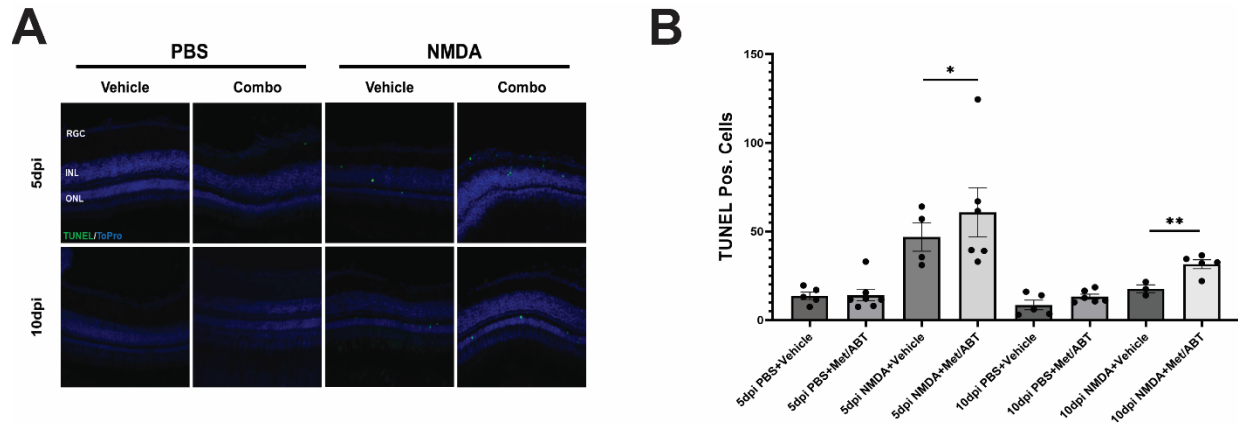 A
PBS
NMDA
Vehicle
Combo
Vehicle
Combo
5dpi
RGC
INL
ONL
TUNEL/ToPro
10dpi
B
TUNEL Pos. Cells
150
100
50
0
*
**
5dpi PBS+Vehicle
5dpi PBS+Met/ABT
5dpi NMDA+Vehicle
5dpi NMDA+Met/ABT
10dpi PBS+Vehicle
10dpi PBS+Met/ABT
10dpi NMDA+Vehicle
10dpi NMDA+Met/ABT